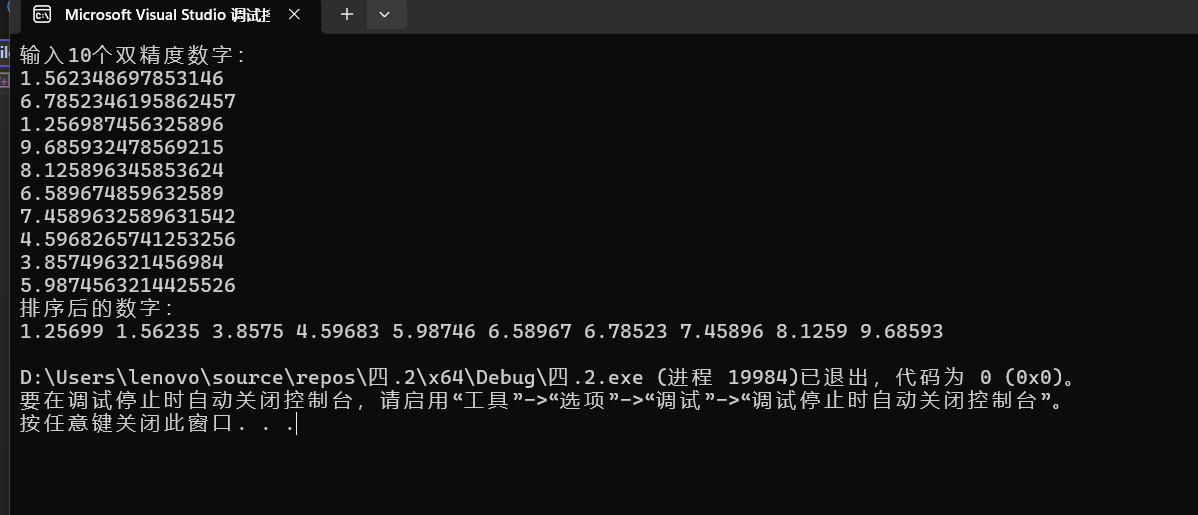 Microsoft Visual Studio 调试控
输入10个双精度数字：
1.562348697853146
6.7852346195862457
1.256987456325896
9.685932478569215
8.125896345853624
6.589674859632589
7.4589632589631542
4.5968265741253256
3.857496321456984
5.9874563214425526
排序后的数字：
1.25699 1.56235 3.8575 4.59683 5.98746 6.58967 6.78523 7.45896 8.1259 9.68593
D:\Users\lenovo\source\repos\四.2\x64\Debug\四.2.exe (进程 19984)已退出，代码为 0 (0x0)。
要在调试停止时自动关闭控制台，请启用“工具”->“选项”->“调试”->“调试停止时自动关闭控制台”。
按任意键关闭此窗口. . .